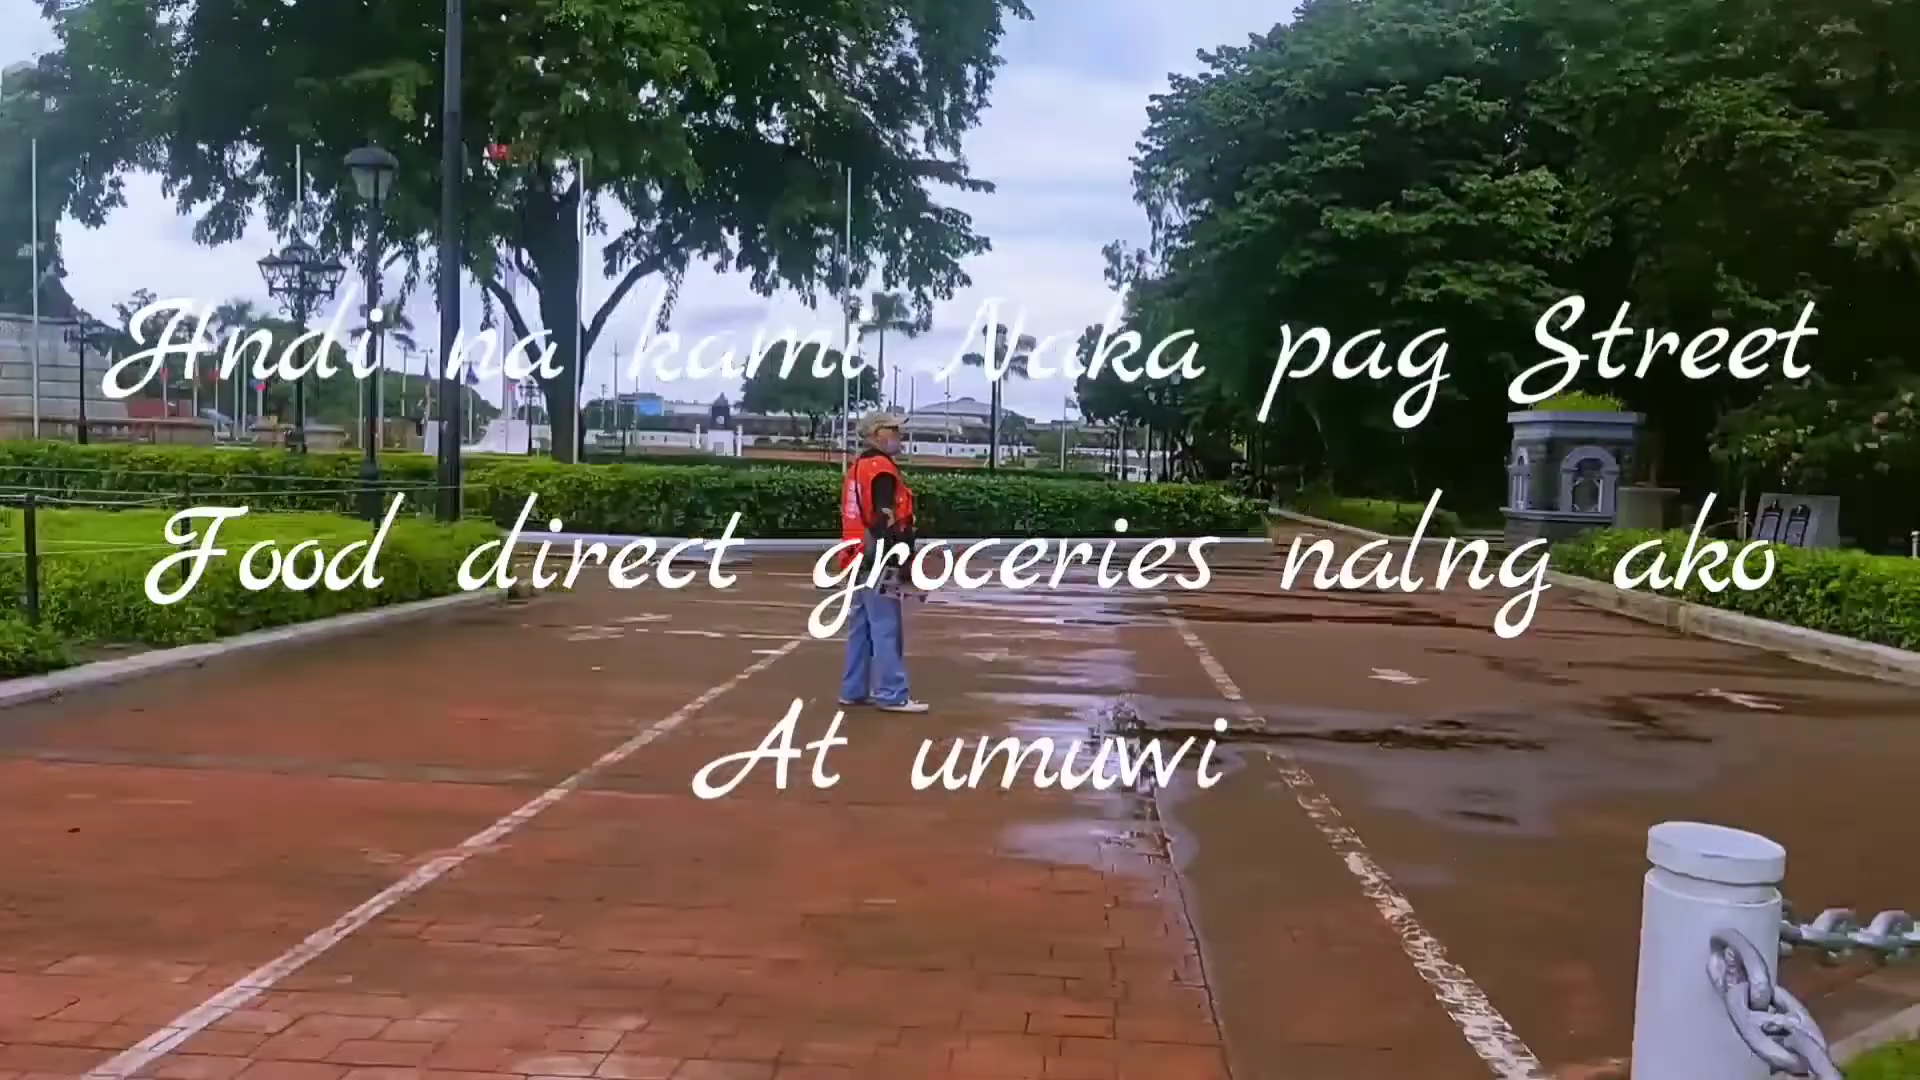 Hndi na kami Naka pag Street
Food direct groceries nalng ako
At umuwi